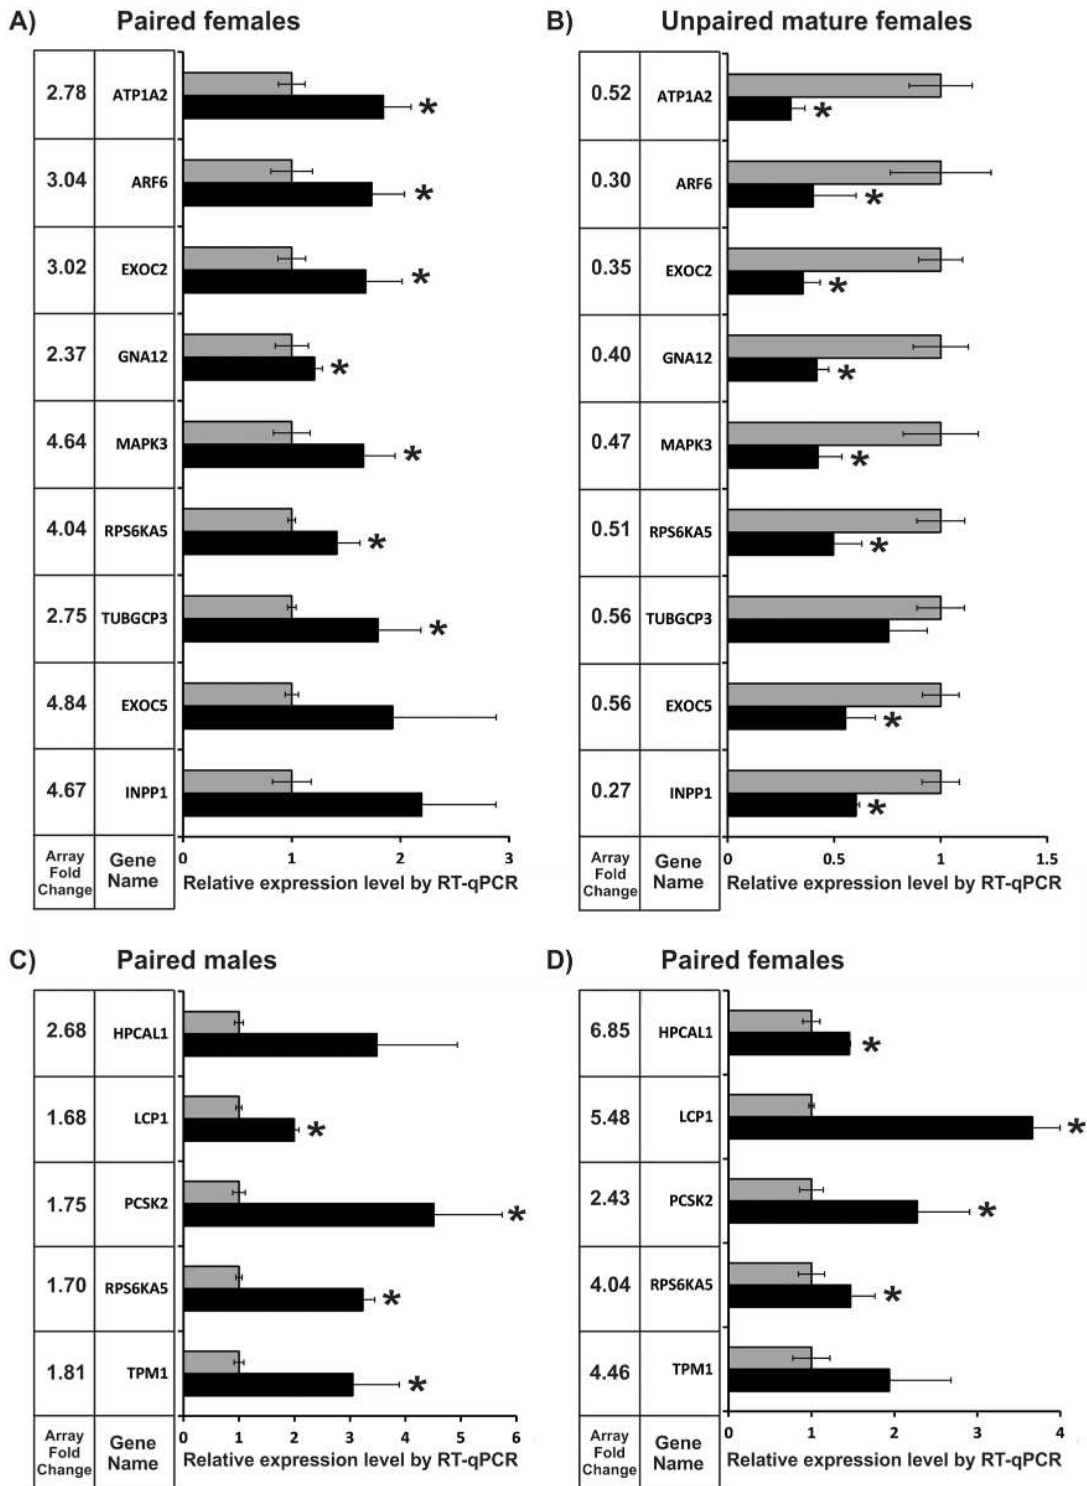 A) Paired females
2.78 ATP1A2 *
3.04 ARF6 *
3.02 EXOC2 *
2.37 GNA12 *
4.64 MAPK3 *
4.04 RPS6KA5 *
2.75 TUBGCP3 *
4.84 EXOC5
4.67 INPP1
0 1 2 3
Array
Fold
Change
Gene
Name
Relative expression level by RT-qPCR
B) Unpaired mature females
0.52 ATP1A2 *
0.30 ARF6 *
0.35 EXOC2 *
0.40 GNA12 *
0.47 MAPK3 *
0.51 RPS6KA5 *
0.56 TUBGCP3
0.56 EXOC5 *
0.27 INPP1 *
0 0.5 1 1.5
Array
Fold
Change
Gene
Name
Relative expression level by RT-qPCR
C) Paired males
2.68 HPCAL1
1.68 LCP1 *
1.75 PCSK2 *
1.70 RPS6KA5 *
1.81 TPM1 *
0 1 2 3 4 5 6
Array
Fold
Change
Gene
Name
Relative expression level by RT-qPCR
D) Paired females
6.85 HPCAL1 *
5.48 LCP1 *
2.43 PCSK2 *
4.04 RPS6KA5 *
4.46 TPM1
0 1 2 3 4
Array
Fold
Change
Gene
Name
Relative expression level by RT-qPCR